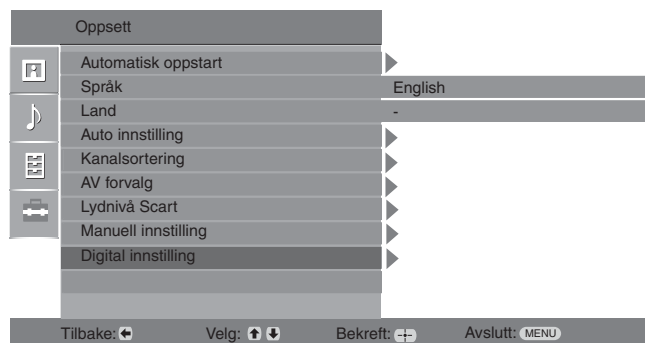 Oppsett
Automatisk oppstart
Språk English
Land -
Auto innstilling
Kanalsortering
AV forvalg
Lydnivå Scart
Manuell innstilling
Digital innstilling
Tilbake: Velg: Bekreft: Avslutt: MENU